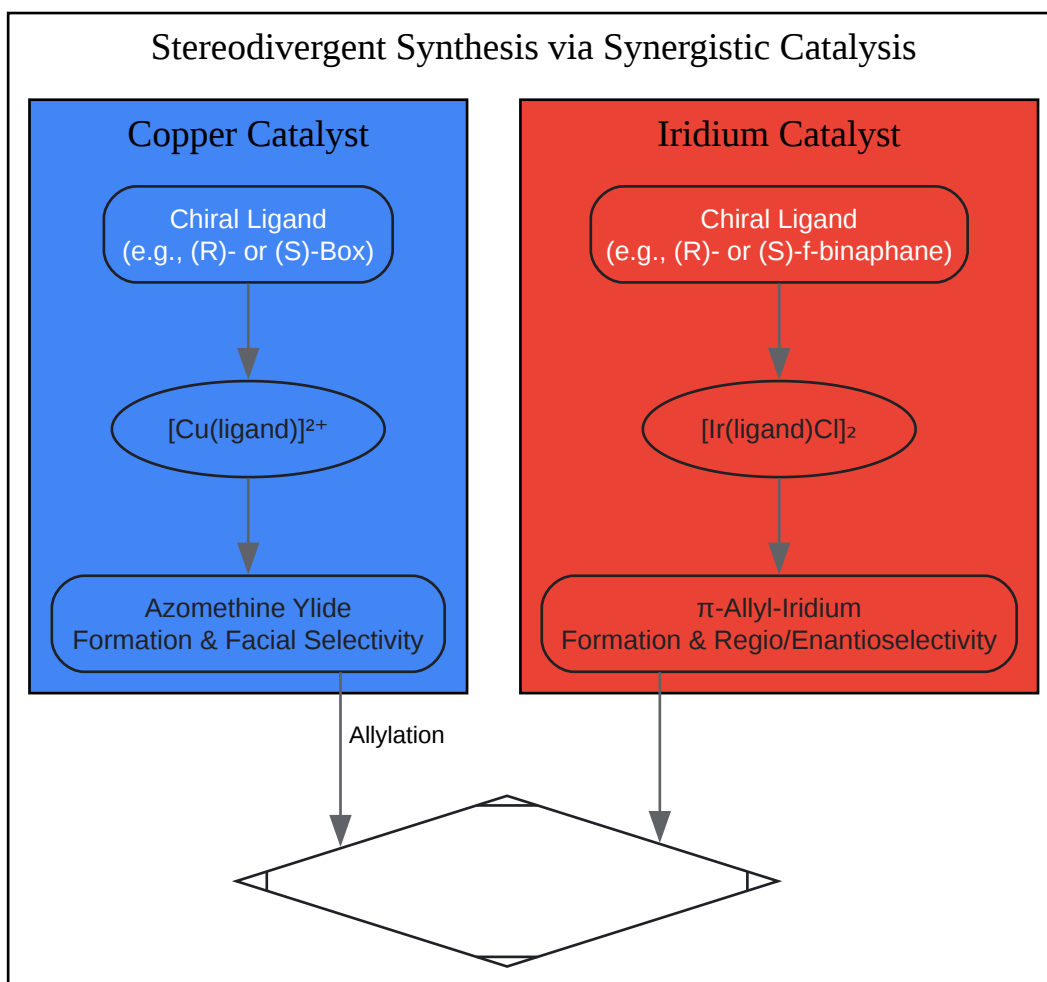 Stereodivergent Synthesis via Synergistic Catalysis
Copper Catalyst
Chiral Ligand
(e.g., (R)- or (S)-Box)
[Cu(ligand)]²⁺
Azomethine Ylide
Formation & Facial Selectivity
Iridium Catalyst
Chiral Ligand
(e.g., (R)- or (S)-f-binaphane)
[Ir(ligand)Cl]₂
π-Allyl-Iridium
Formation & Regio/Enantioselectivity
Allylation